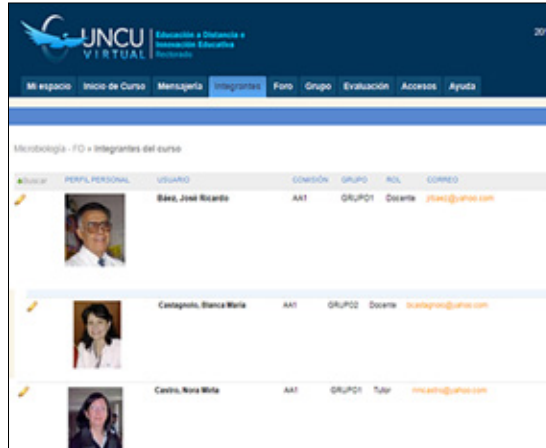 UNCU
VIRTUAL
Educación a Distancia e
Innovación Educativa
Rectorado
20
Mi espacio Inicio de Curso Mensajería Integrantes Foro Grupo Evaluación Accesos Ayuda
Microbiología - FO » Integrantes del curso
Buscar PERFIL PERSONAL USUARIO COMISIÓN GRUPO ROL CORREO
Báez, José Ricardo AA1 GRUPO1 Docente
Castagnolo, Blanca María AA1 GRUPO2 Docente
Castro, Nora Mirta AA1 GRUPO1 Tutor